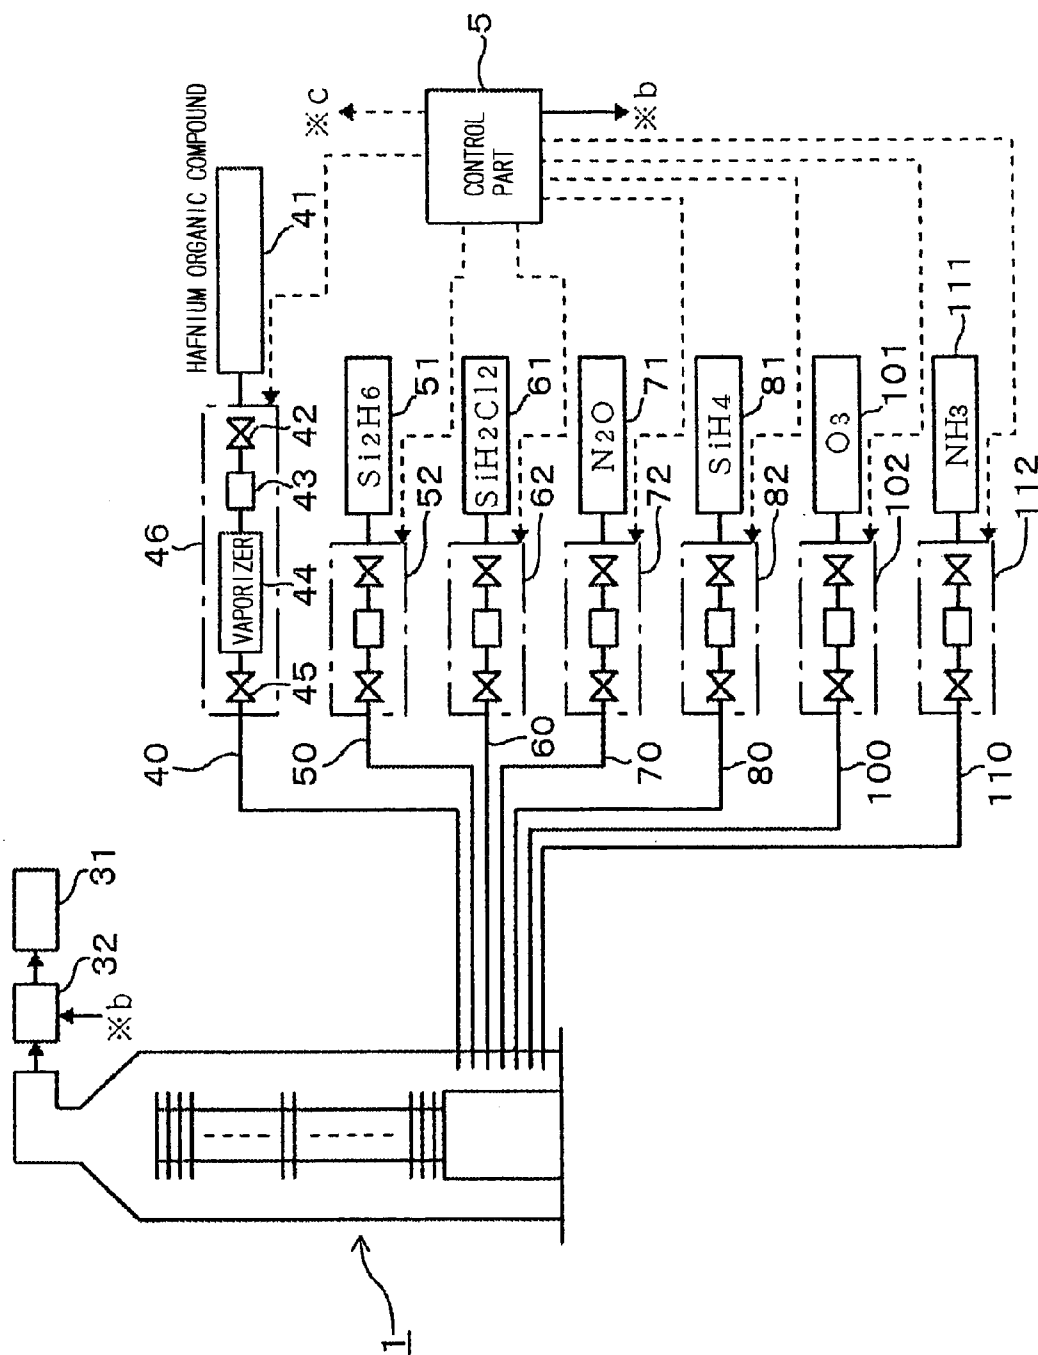 HAFNIUM ORGANIC COMPOUND
41
42
43
VAPORIZER
44
45
46
40
Si2H6
51
52
50
SiH2Cl2
61
62
60
N2O
71
72
70
SiH4
81
82
80
O3
101
102
100
NH3
111
112
110
CONTROL
PART
5
※c
※b
31
32
※b
1